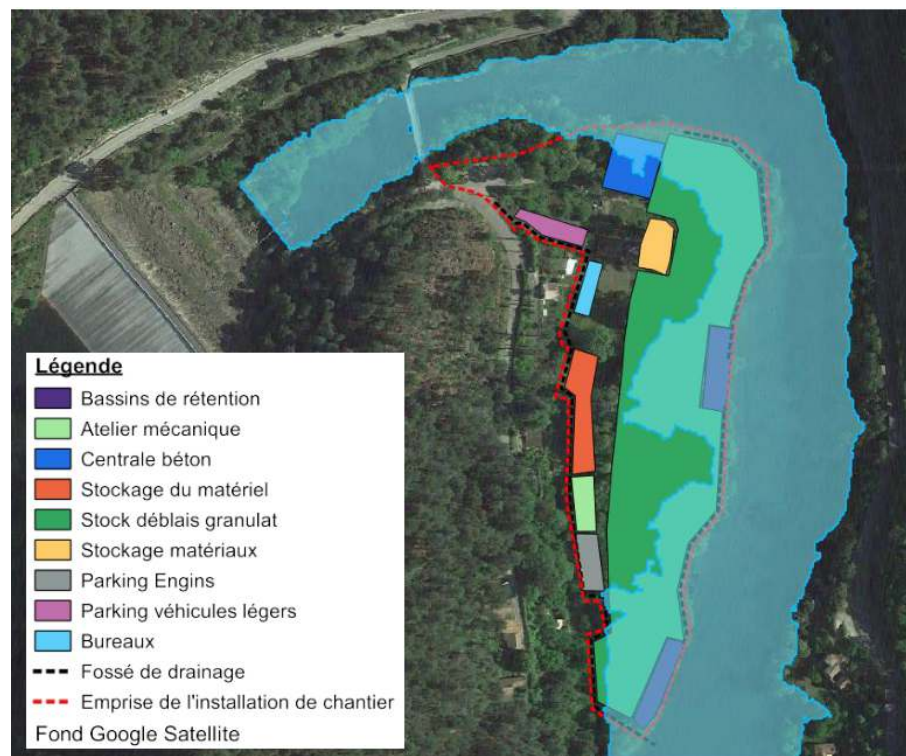 Légende
Bassins de rétention
Atelier mécanique
Centrale béton
Stockage du matériel
Stock déblais granulat
Stockage matériaux
Parking Engins
Parking véhicules légers
Bureaux
Fossé de drainage
Emprise de l'installation de chantier
Fond Google Satellite